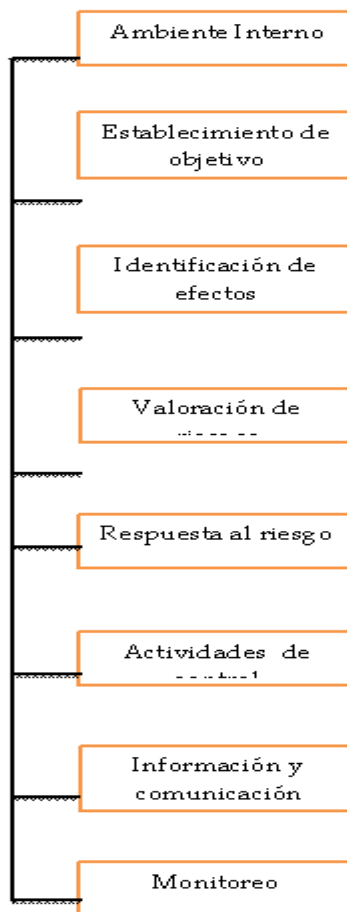 Ambiente Interno
Establecimiento de
objetivo
Identificación de
efectos
Valoración de
Respuesta al riesgo
Actividades de
Información y
comunicación
Monitoreo